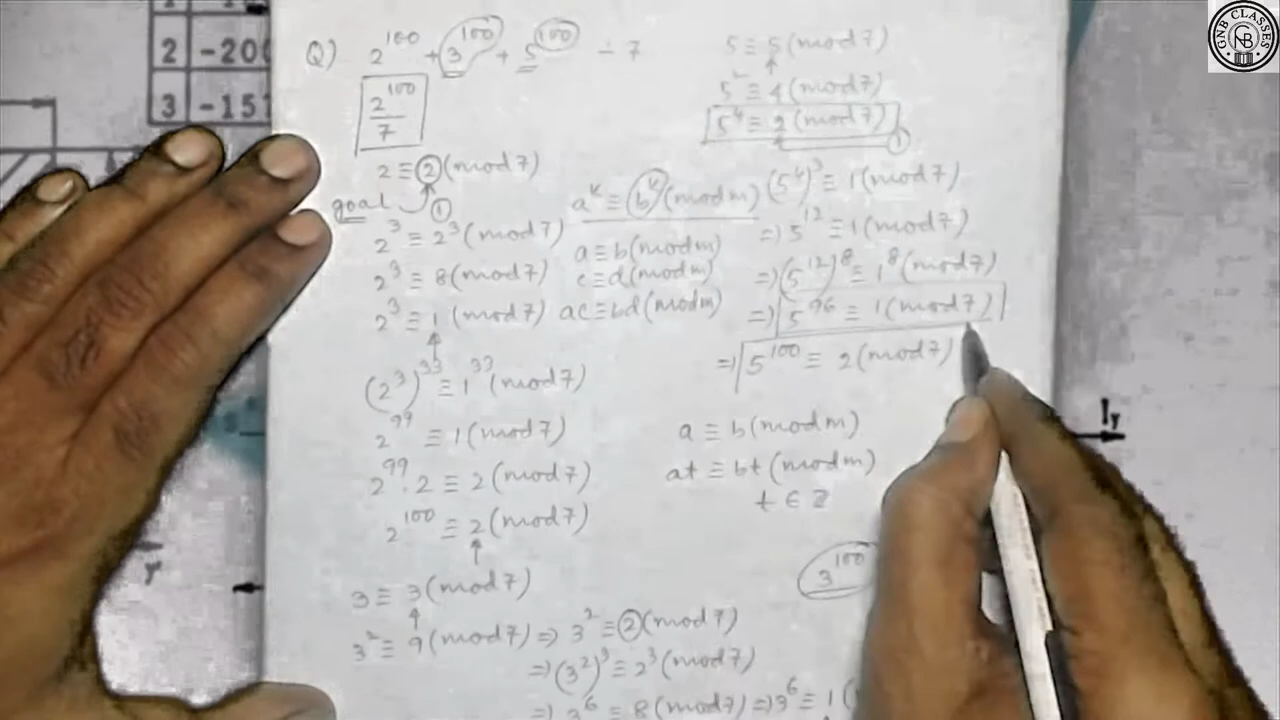 2 -200
3 -151
GNB CLASSES
NB
Q) 2^100 + 3^100 + 5^100 ÷ 7
2^100/7
2 ≡ 2 (mod 7)
goal ①
2^3 ≡ 2^3 (mod 7)
2^3 ≡ 8 (mod 7)
2^3 ≡ 1 (mod 7)
(2^3)^33 ≡ 1^33 (mod 7)
2^99 ≡ 1 (mod 7)
2^99 . 2 ≡ 2 (mod 7)
2^100 ≡ 2 (mod 7)
3 ≡ 3 (mod 7)
3^2 ≡ 9 (mod 7) => 3^2 ≡ 2 (mod 7)
=> (3^2)^3 ≡ 2^3 (mod 7)
=> 3^6 ≡ 8 (mod 7) => 3^6 ≡ 1 (
a^k ≡ b^k (mod m)
a ≡ b (mod m)
c ≡ d (mod m)
ac ≡ bd (mod m)
5 ≡ 5 (mod 7)
5^2 ≡ 4 (mod 7)
5^4 ≡ 2 (mod 7)
①
(5^4)^3 ≡ 1 (mod 7)
=> 5^12 ≡ 1 (mod 7)
=> (5^12)^8 ≡ 1^8 (mod 7)
=> 5^96 ≡ 1 (mod 7)
=> 5^100 ≡ 2 (mod 7)
a ≡ b (mod m)
at ≡ bt (mod m)
t ∈ Z
3^100
Iy